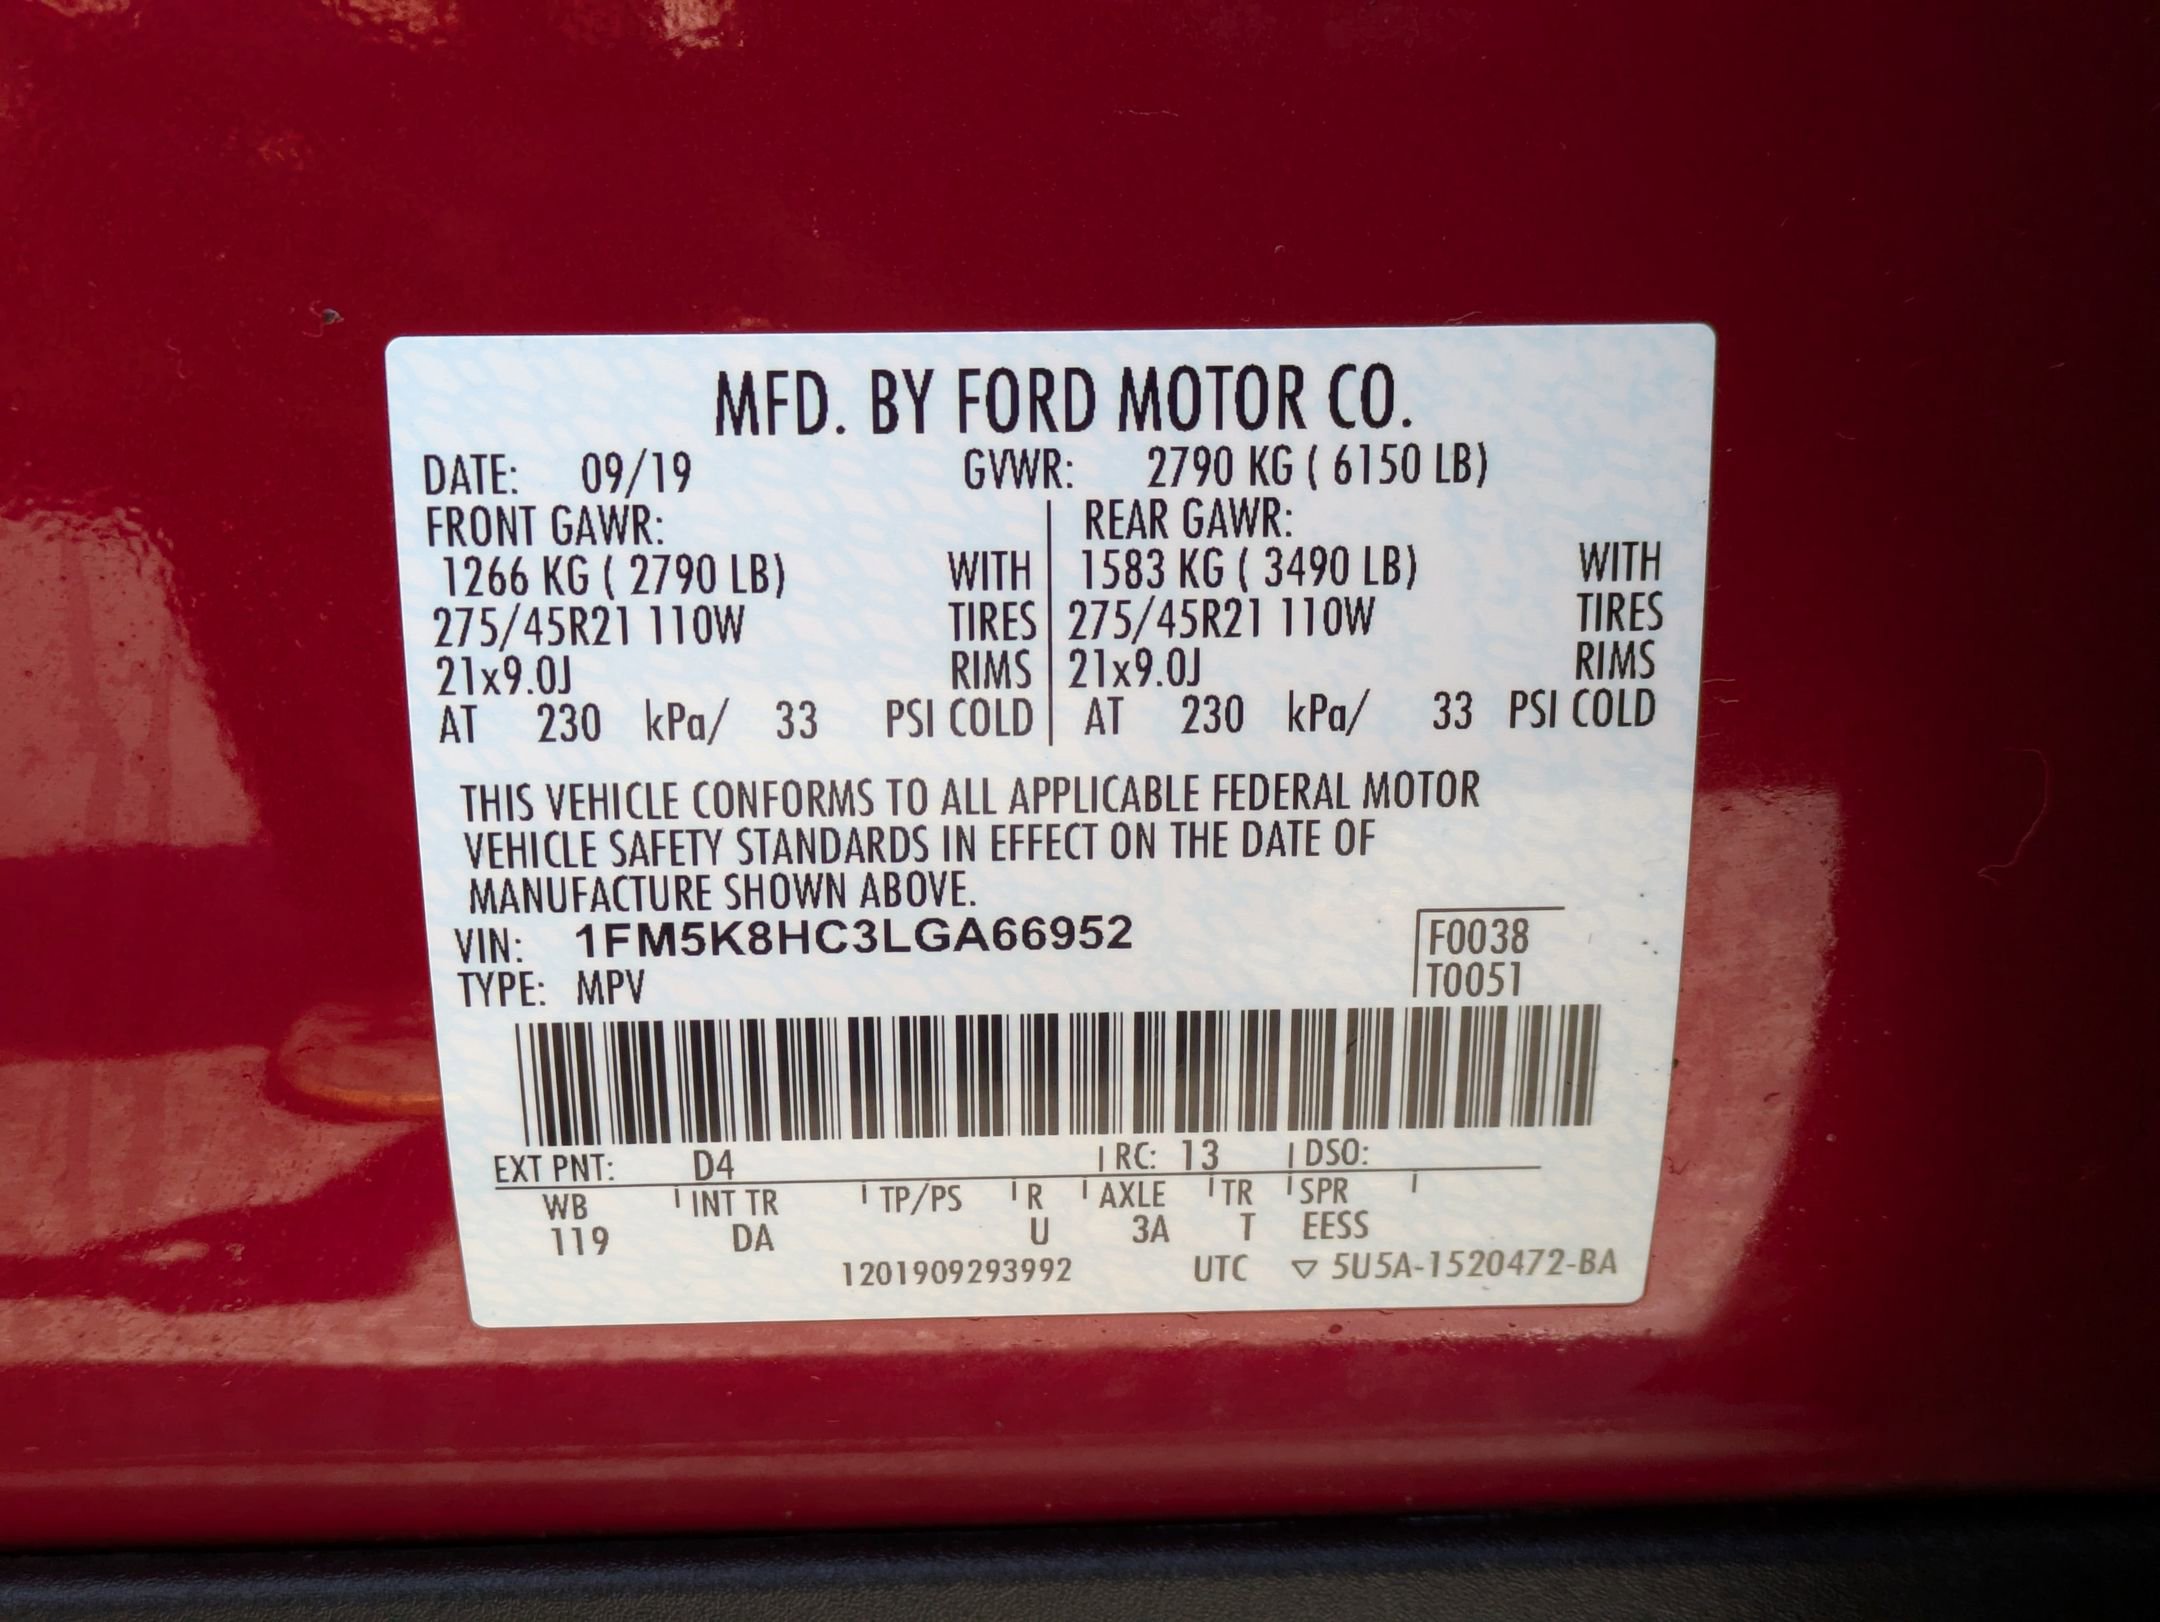 MFD. BY FORD MOTOR CO.
DATE: 09/19 GVWR: 2790 KG ( 6150 LB)
FRONT GAWR: REAR GAWR:
1266 KG ( 2790 LB) WITH 1583 KG ( 3490 LB) WITH
275/45R21 110W TIRES 275/45R21 110W TIRES
21x9.0J RIMS 21x9.0J RIMS
AT 230 kPa/ 33 PSI COLD AT 230 kPa/ 33 PSI COLD
THIS VEHICLE CONFORMS TO ALL APPLICABLE FEDERAL MOTOR
VEHICLE SAFETY STANDARDS IN EFFECT ON THE DATE OF
MANUFACTURE SHOWN ABOVE.
VIN: 1FM5K8HC3LGA66952 F0038
TYPE: MPV T0051
EXT PNT: D4 RC: 13 DSO:
WB INT TR TP/PS R AXLE TR SPR
119 DA U 3A T EESS
1201909293992 UTC ▽ 5U5A-1520472-BA